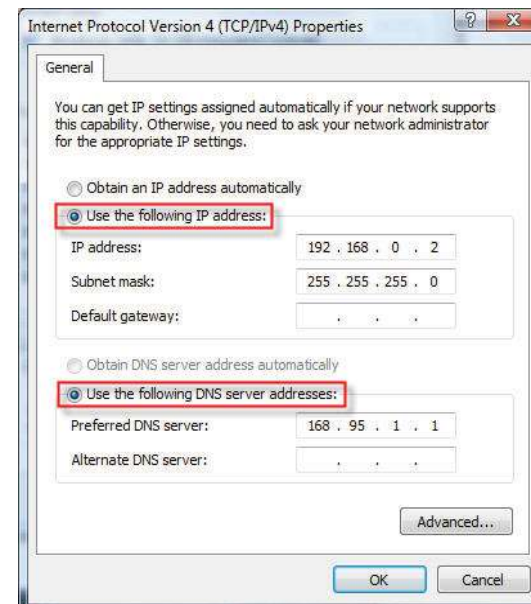 Internet Protocol Version 4 (TCP/IPv4) Properties
General
You can get IP settings assigned automatically if your network supports
this capability. Otherwise, you need to ask your network administrator
for the appropriate IP settings.
Obtain an IP address automatically
Use the following IP address:
IP address: 192 . 168 . 0 . 2
Subnet mask: 255 . 255 . 255 . 0
Default gateway: . . .
Obtain DNS server address automatically
Use the following DNS server addresses:
Preferred DNS server: 168 . 95 . 1 . 1
Alternate DNS server: . . .
Advanced...
OK Cancel